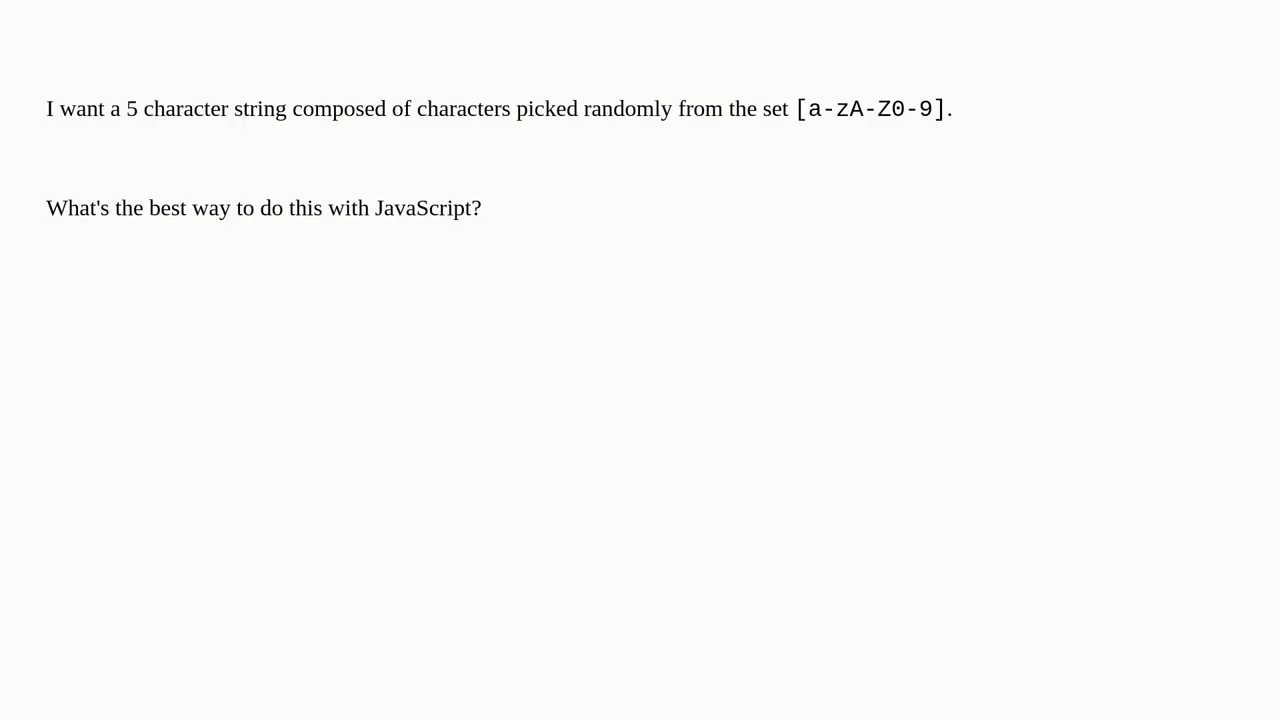 I want a 5 character string composed of characters picked randomly from the set [a-zA-Z0-9].
What's the best way to do this with JavaScript?